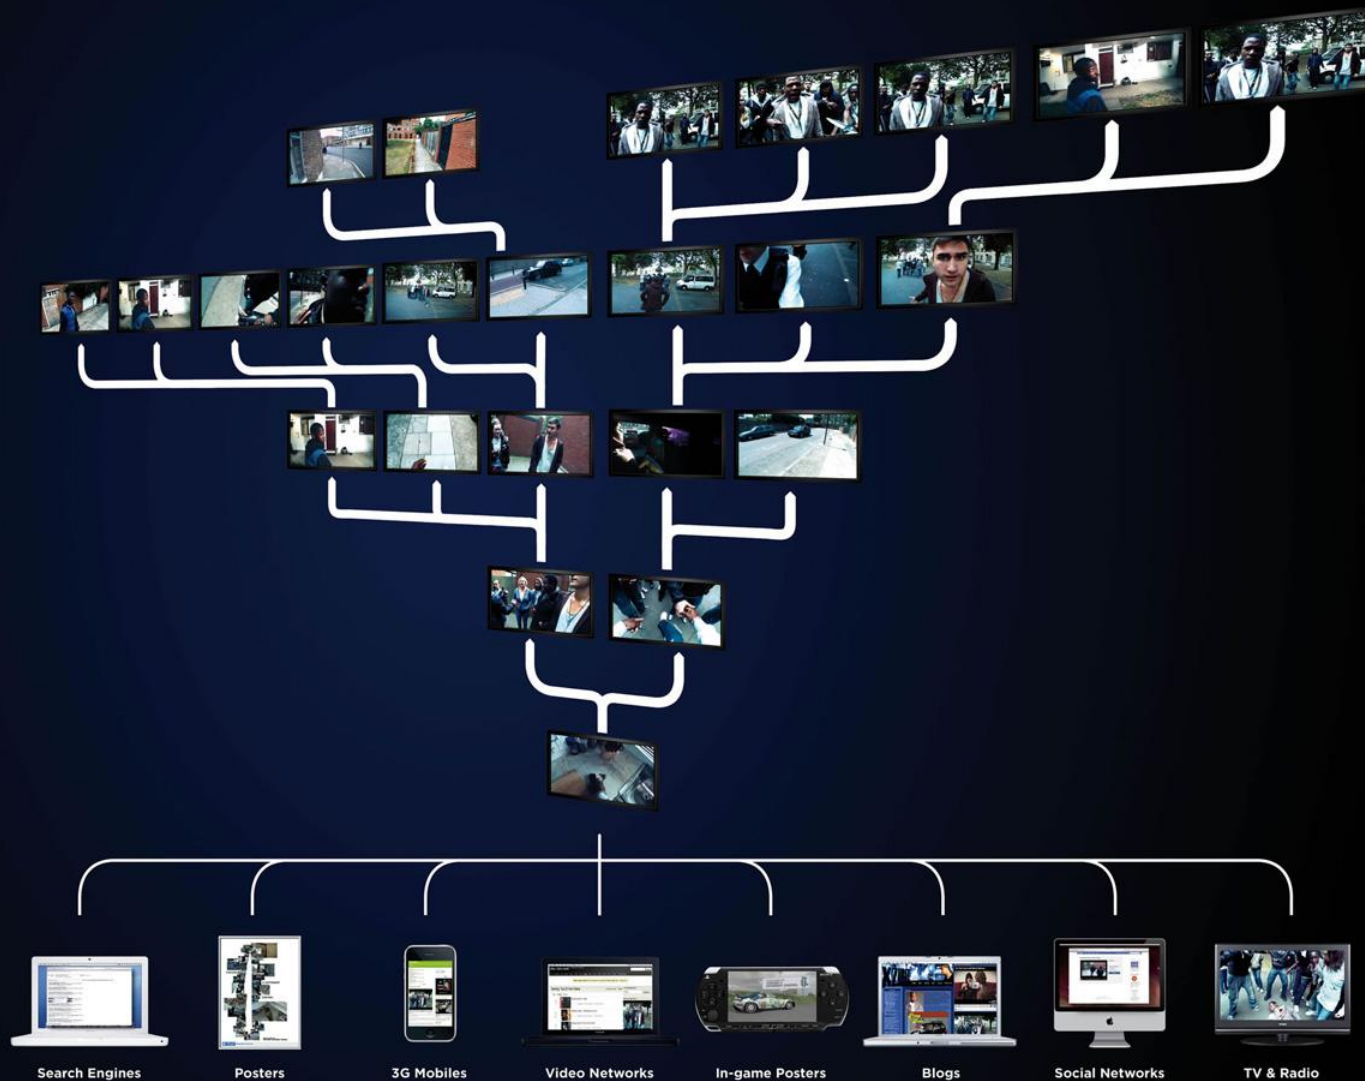 Search Engines
Posters
3G Mobiles
Video Networks
In-game Posters
Blogs
Social Networks
TV & Radio